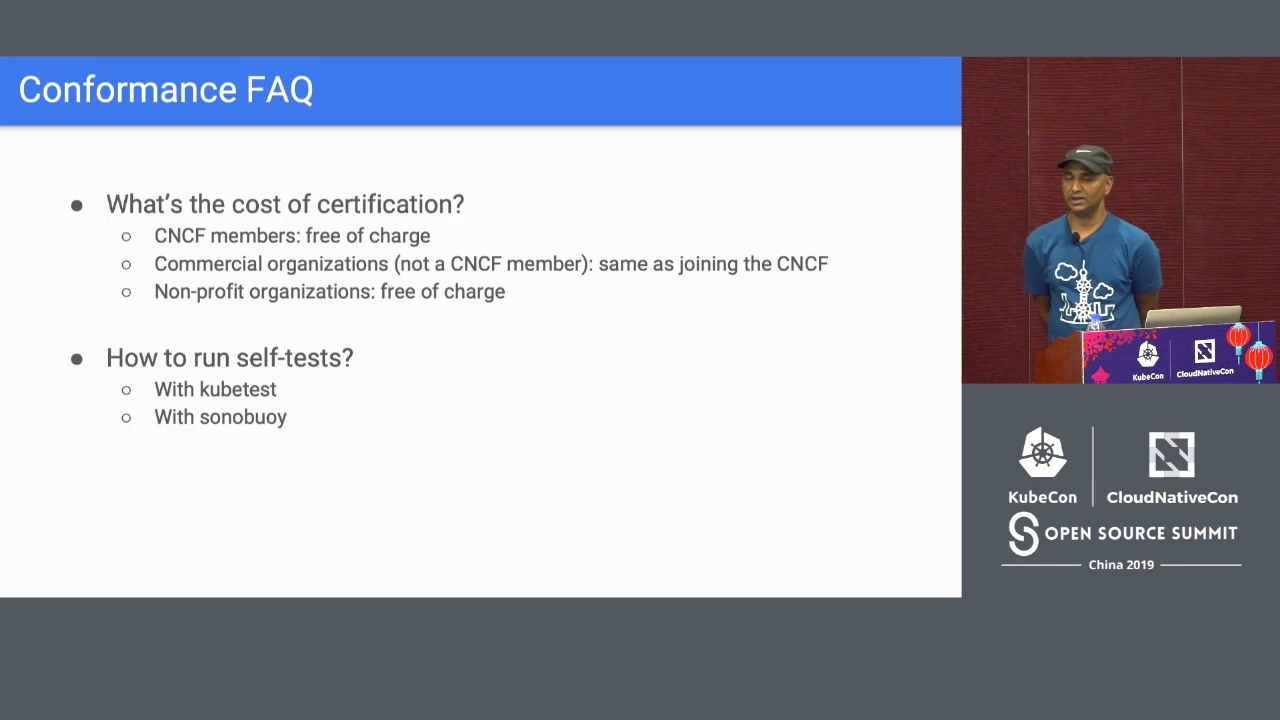 Conformance FAQ
● What’s the cost of certification?
○ CNCF members: free of charge
○ Commercial organizations (not a CNCF member): same as joining the CNCF
○ Non-profit organizations: free of charge
● How to run self-tests?
○ With kubetest
○ With sonobuoy
KubeCon
CloudNativeCon
KubeCon
CloudNativeCon
OPEN SOURCE SUMMIT
China 2019